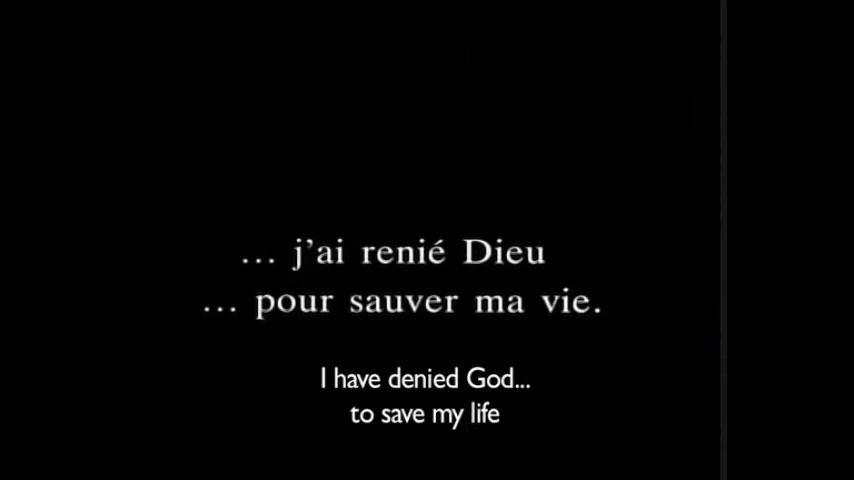 … j’ai renié Dieu
… pour sauver ma vie.
I have denied God...
to save my life